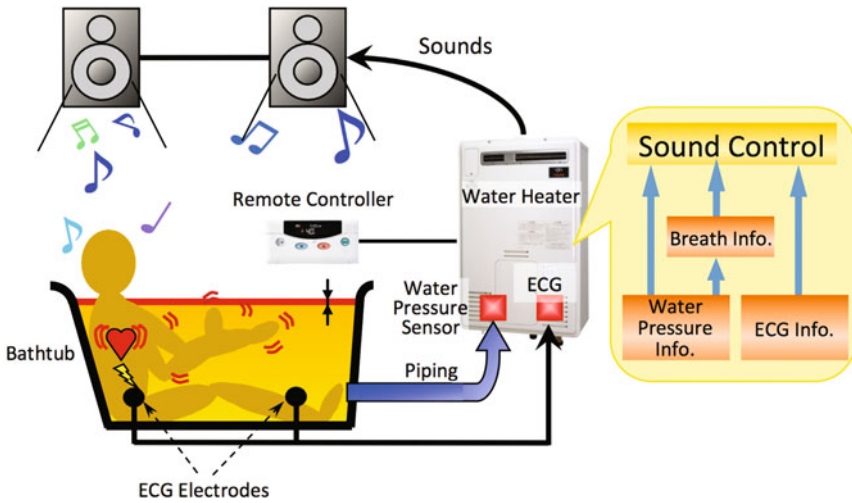 Sounds
Sound Control
Remote Controller
Water Heater
Breath Info.
Water
Pressure
Sensor
ECG
Water
Pressure
Info.
ECG Info.
Bathtub
Piping
ECG Electrodes